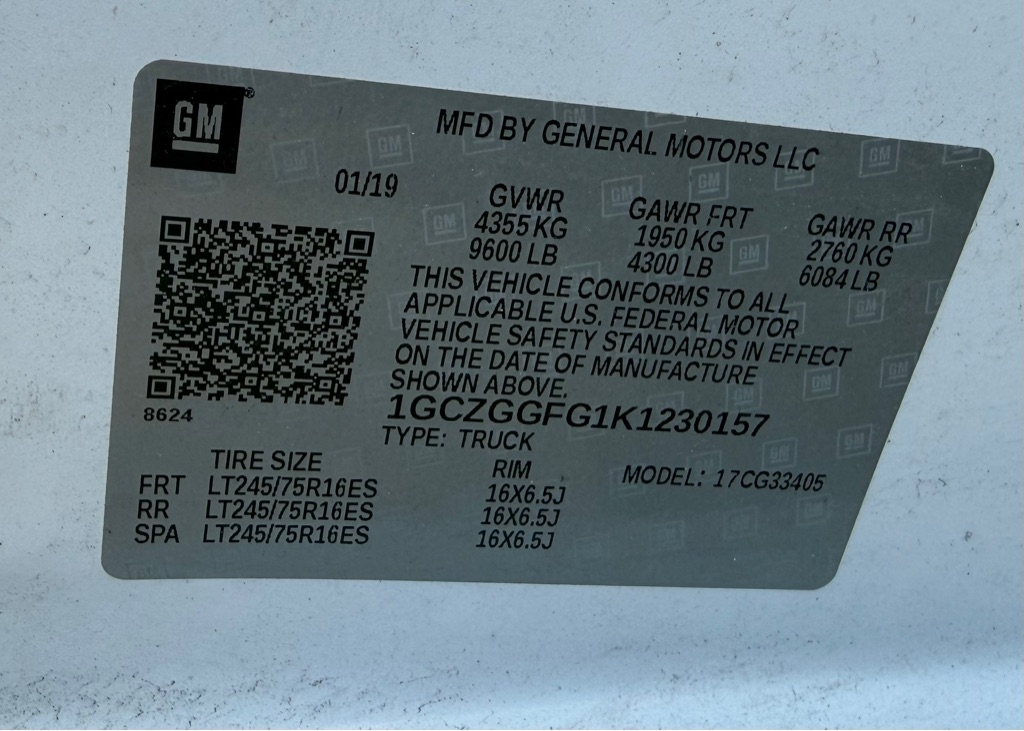 GM®
MFD BY GENERAL MOTORS LLC
01/19
GVWR GAWR FRT GAWR RR
4355 KG 1950 KG 2760 KG
9600 LB 4300 LB 6084 LB
THIS VEHICLE CONFORMS TO ALL
APPLICABLE U.S. FEDERAL MOTOR
VEHICLE SAFETY STANDARDS IN EFFECT
ON THE DATE OF MANUFACTURE
SHOWN ABOVE.
8624
1GCZGGFG1K1230157
TYPE: TRUCK
TIRE SIZE RIM MODEL: 17CG33405
FRT LT245/75R16ES 16X6.5J
RR LT245/75R16ES 16X6.5J
SPA LT245/75R16ES 16X6.5J